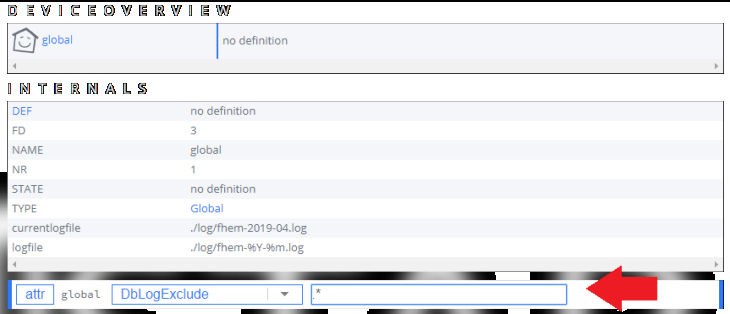 DEVICEOVERVIEW
global no definition
INTERNALS
DEF no definition
FD 3
NAME global
NR 1
STATE no definition
TYPE Global
currentlogfile ./log/fhem-2019-04.log
logfile ./log/fhem-%Y-%m.log
attr global DbLogExclude .*